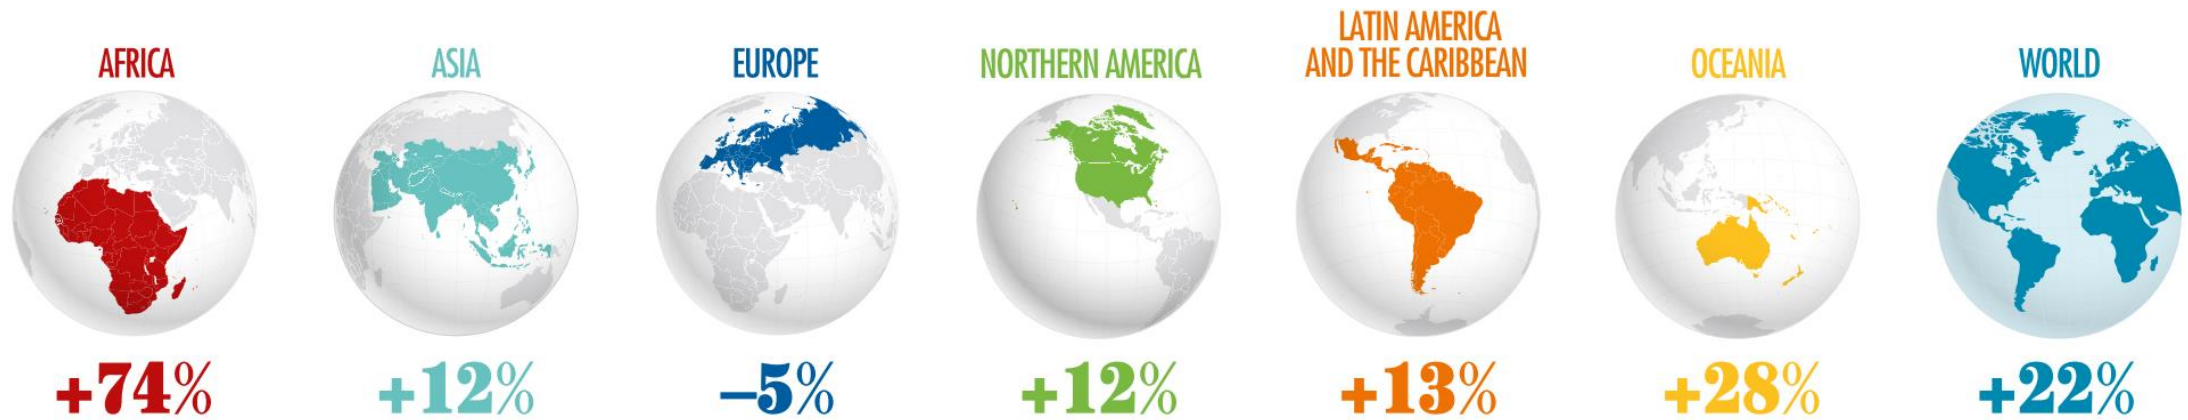 AFRICA
+74%
ASIA
+12%
EUROPE
–5%
NORTHERN AMERICA
+12%
LATIN AMERICA
AND THE CARIBBEAN
+13%
OCEANIA
+28%
WORLD
+22%